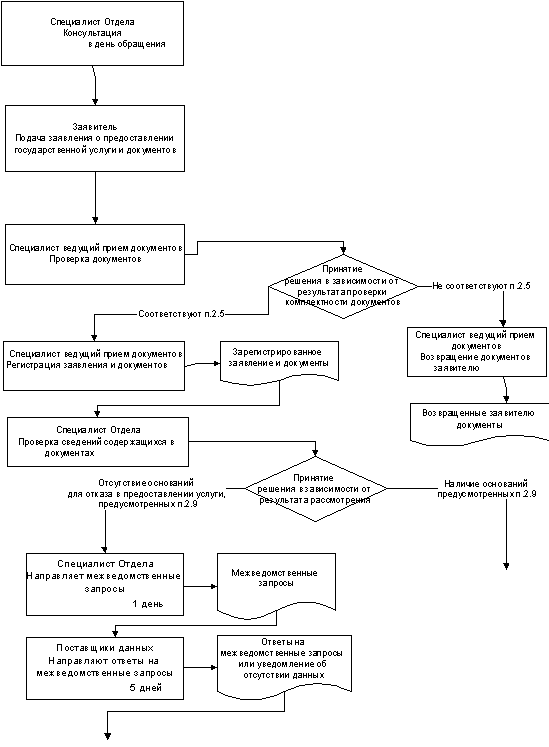 Специалист Отдела
Консультация
в день обращения
Заявитель
Подача заявления о предоставлении
государственной услуги и документов
Специалист ведущий прием документов
Проверка документов
Принятие
решения в зависимости от
результата проверки
комплектности документов
Не соответствуют п.2.5
Соответствуют п.2.5
Специалист ведущий прием документов
Регистрация заявления и документов
Зарегистрированное
заявление и документы
Специалист ведущий прием
документов
Возвращение документов
заявителю
Возвращенные заявителю
документы
Специалист Отдела
Проверка сведений содержащихся в
документах
Принятие
решения в зависимости от
результата рассмотрения
Отсутствие оснований
для отказа в предоставлении услуги,
предусмотренных п.2.9
Наличие оснований
предусмотренных п.2.9
Специалист Отдела
Направляет межведомственные
запросы
1 день
Межведомственные
запросы
Поставщики данных
Направляют ответы на
межведомственные запросы
5 дней
Ответы на
межведомственные запросы
или уведомление об
отсутствии данных